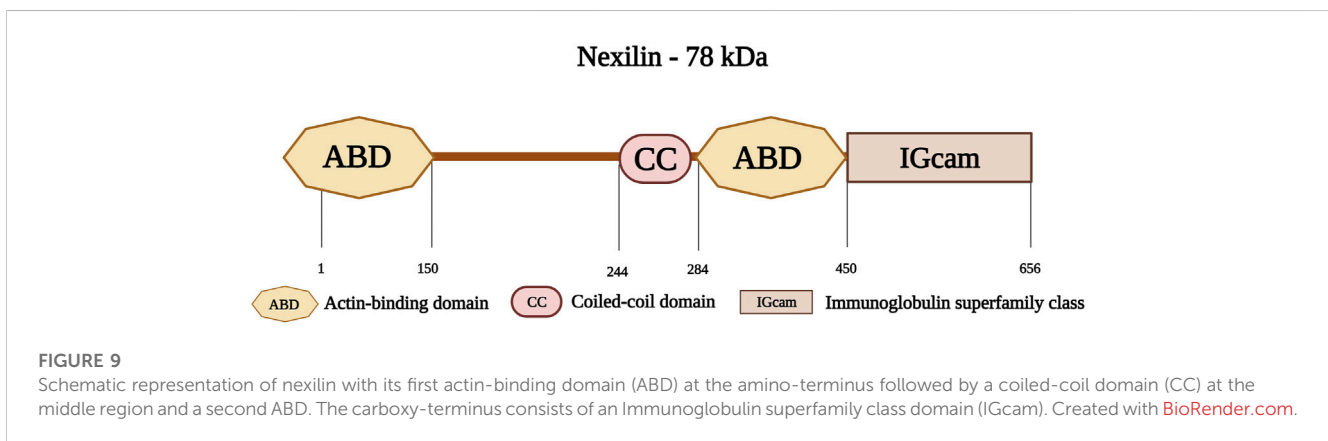 Nexilin - 78 kDa
ABD CC ABD IGcam
1 150 244 284 450 656
ABD Actin-binding domain CC Coiled-coil domain IGcam Immunoglobulin superfamily class
FIGURE 9
Schematic representation of nexilin with its first actin-binding domain (ABD) at the amino-terminus followed by a coiled-coil domain (CC) at the
middle region and a second ABD. The carboxy-terminus consists of an Immunoglobulin superfamily class domain (IGcam). Created with BioRender.com.